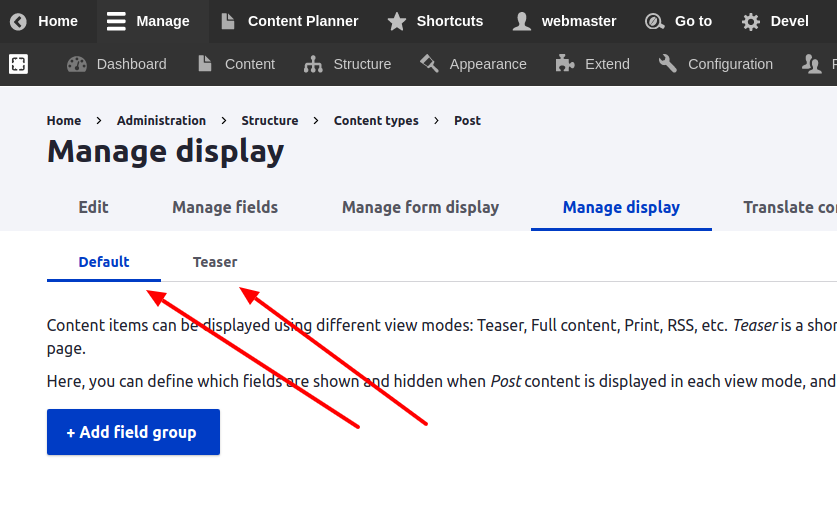 Home Manage Content Planner Shortcuts webmaster Go to Devel
Dashboard Content Structure Appearance Extend Configuration
Home > Administration > Structure > Content types > Post
Manage display
Edit Manage fields Manage form display Manage display Translate
Default Teaser
Content items can be displayed using different view modes: Teaser, Full content, Print, RSS, etc. Teaser is a
page.
Here, you can define which fields are shown and hidden when Post content is displayed in each view mode, and
+ Add field group